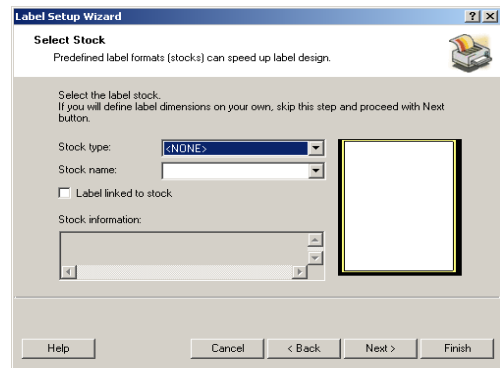 Label Setup Wizard
Select Stock
Predefined label formats (stocks) can speed up label design.
Select the label stock.
If you will define label dimensions on your own, skip this step and proceed with Next
button.
Stock type: <NONE>
Stock name:
Label linked to stock
Stock information:
Help Cancel < Back Next > Finish